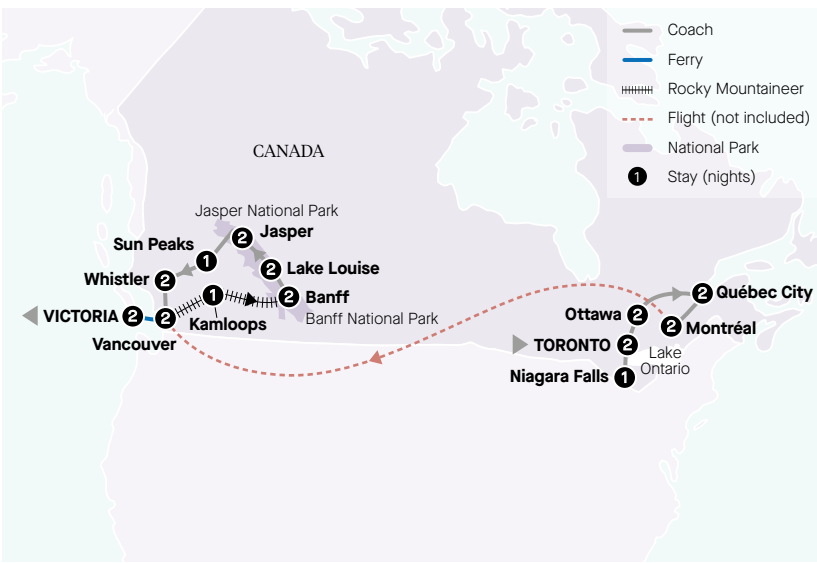 Coach
Ferry
Rocky Mountaineer
Flight (not included)
National Park
1 Stay (nights)
CANADA
Jasper National Park
2 Jasper
Sun Peaks 1
Whistler 2
2 Lake Louise
1
Kamloops
2 Banff
Banff National Park
VICTORIA 2
2
Vancouver
2 Québec City
Ottawa 2
2 Montréal
TORONTO 2
Lake
Ontario
Niagara Falls 1